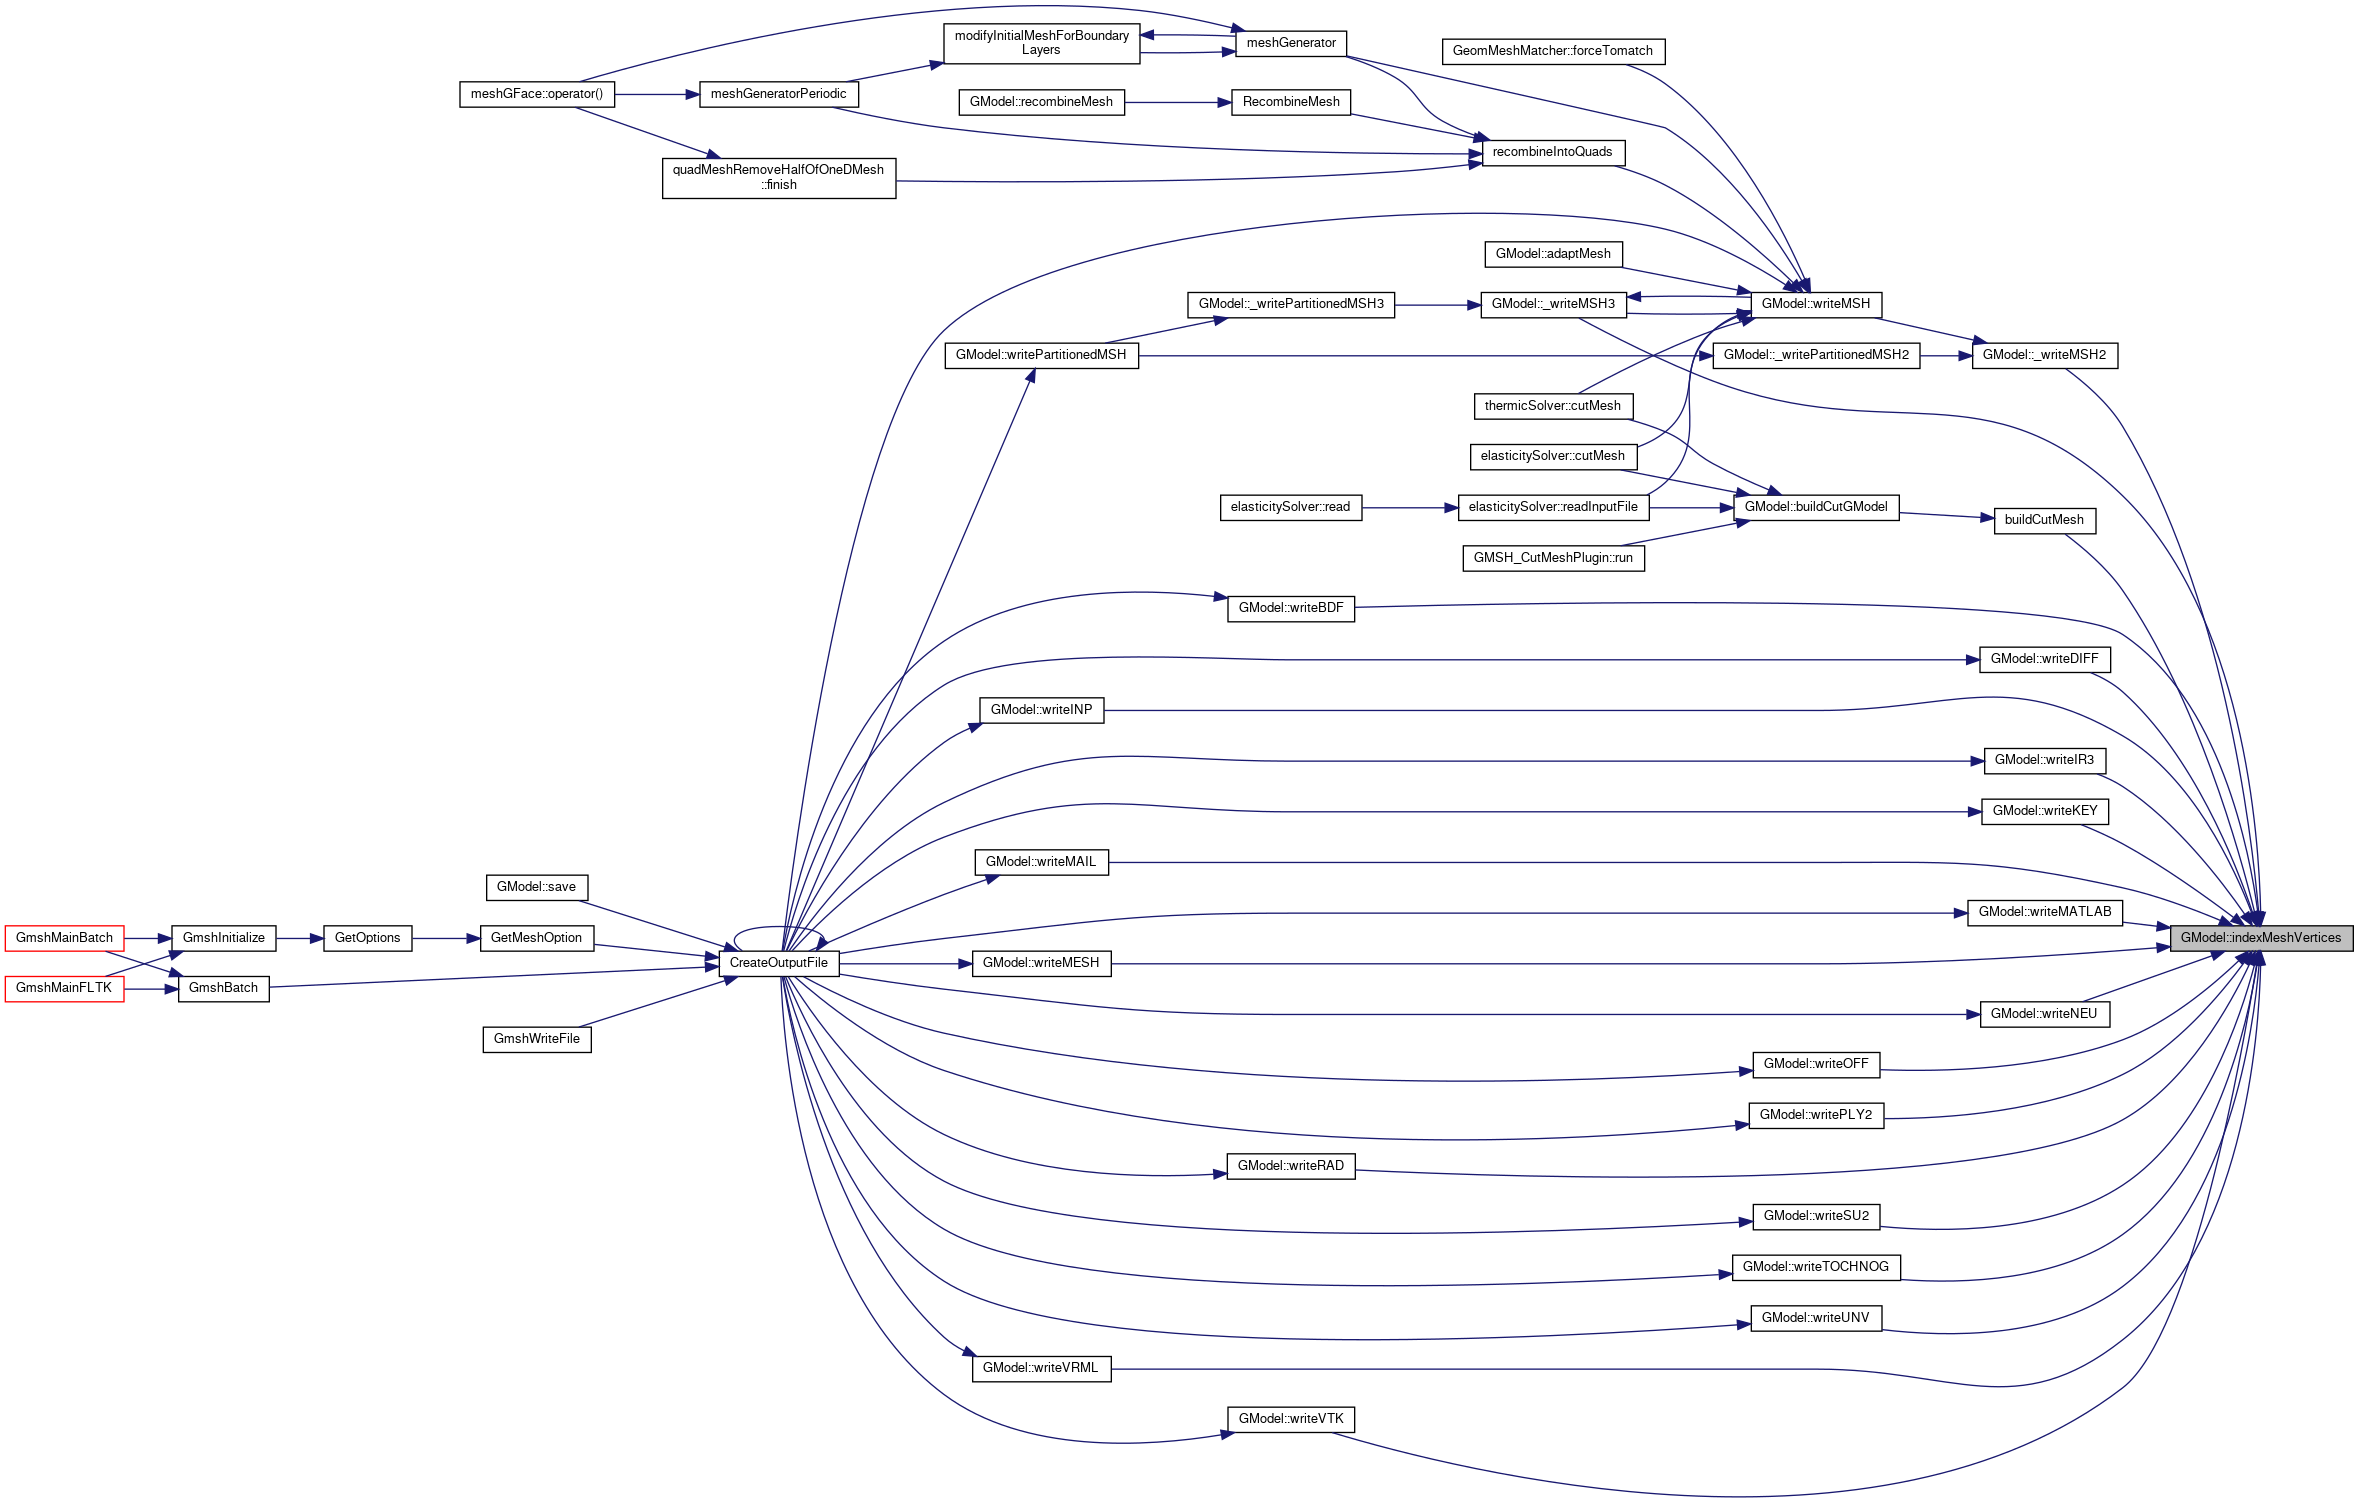 modifyInitialMeshForBoundary
Layers
meshGenerator
GeomMeshMatcher::forceTomatch
meshGFace::operator()
meshGeneratorPeriodic
GModel::recombineMesh
RecombineMesh
recombineIntoQuads
quadMeshRemoveHalfOfOneDMesh
::finish
GModel::adaptMesh
GModel::_writePartitionedMSH3
GModel::_writeMSH3
GModel::writeMSH
GModel::writePartitionedMSH
GModel::_writePartitionedMSH2
GModel::_writeMSH2
thermicSolver::cutMesh
elasticitySolver::cutMesh
elasticitySolver::read
elasticitySolver::readInputFile
GModel::buildCutGModel
buildCutMesh
GMSH_CutMeshPlugin::run
GModel::writeBDF
GModel::writeDIFF
GModel::writeINP
GModel::writeIR3
GModel::writeKEY
GModel::writeMAIL
GModel::save
GModel::writeMATLAB
GmshMainBatch
GmshInitialize
GetOptions
GetMeshOption
GModel::indexMeshVertices
CreateOutputFile
GModel::writeMESH
GmshMainFLTK
GmshBatch
GModel::writeNEU
GmshWriteFile
GModel::writeOFF
GModel::writePLY2
GModel::writeRAD
GModel::writeSU2
GModel::writeTOCHNOG
GModel::writeUNV
GModel::writeVRML
GModel::writeVTK